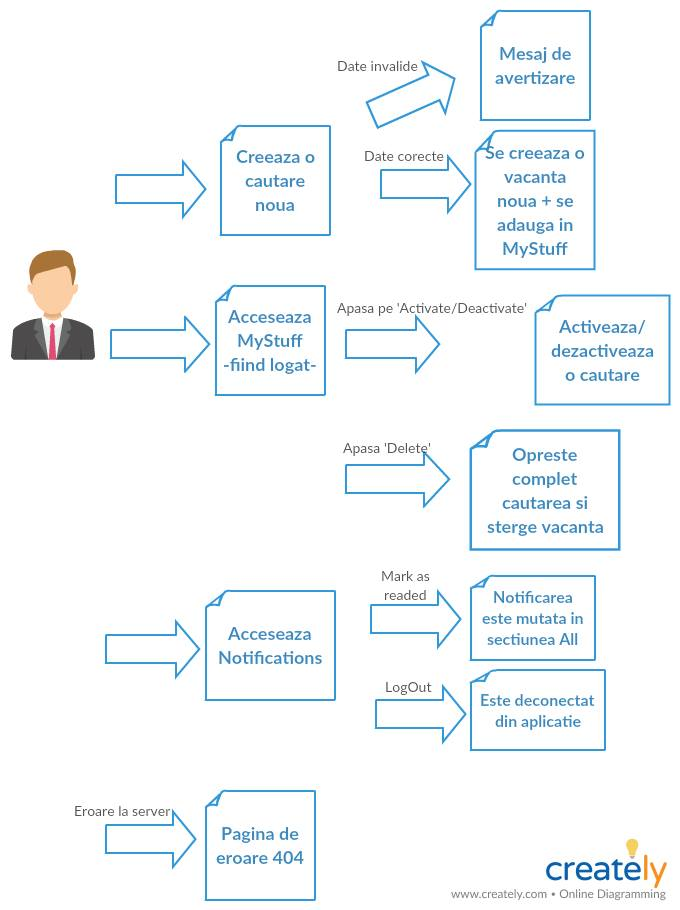 Mesaj de
avertizare
Date invalide
Creeaza o
cautare
noua
Date corecte
Se creeaza o
vacanta
noua + se
adauga in
MyStuff
Acceseaza
MyStuff
-fiind logat-
Apasa pe 'Activate/Deactivate'
Activeaza/
dezactiveaza
o cautare
Apasa 'Delete'
Opreste
complet
cautarea si
sterge vacanta
Acceseaza
Notifications
Mark as
readed
Notificarea
este mutata in
sectiunea All
LogOut
Este deconectat
din aplicatie
Eroare la server
Pagina de
eroare 404
creately
www.creately.com • Online Diagramming